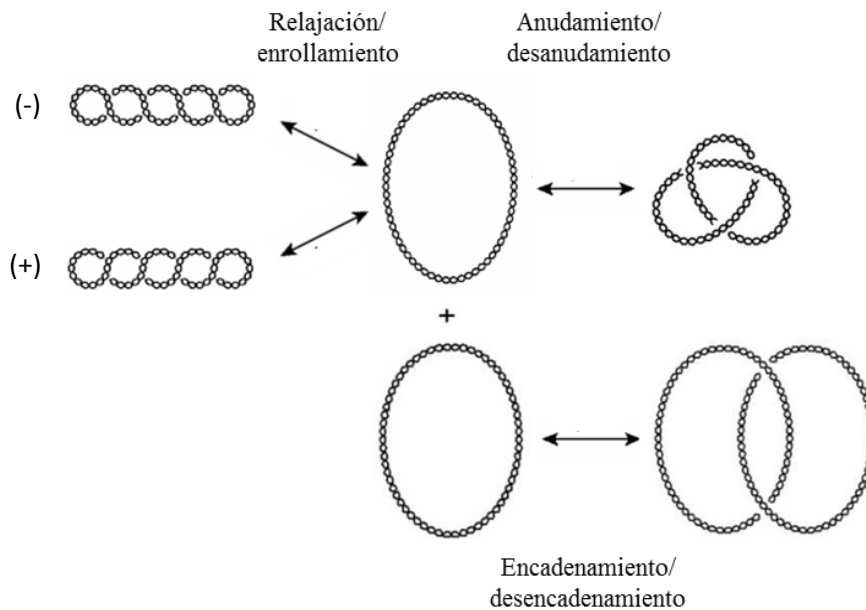 Relajación/
enrollamiento
Anudamiento/
desanudamiento
(-)
(+)
+
Encadenamiento/
desencadenamiento